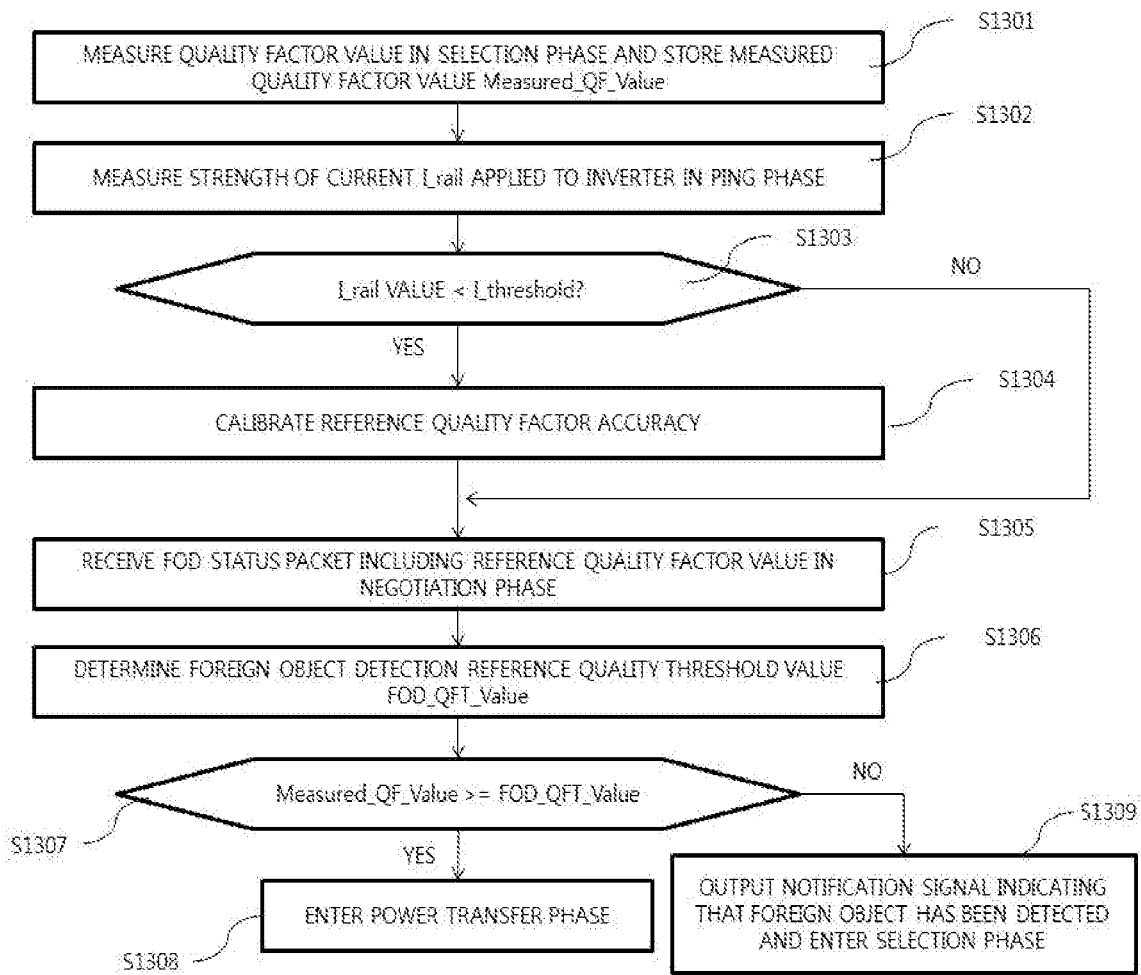 S1301
MEASURE QUALITY FACTOR VALUE IN SELECTION PHASE AND STORE MEASURED
QUALITY FACTOR VALUE Measured_QF_Value
S1302
MEASURE STRENGTH OF CURRENT I_rail APPLIED TO INVERTER IN PING PHASE
S1303
I_rail VALUE < I_threshold?
NO
YES
S1304
CALIBRATE REFERENCE QUALITY FACTOR ACCURACY
S1305
RECEIVE FOD STATUS PACKET INCLUDING REFERENCE QUALITY FACTOR VALUE IN
NEGOTIATION PHASE
S1306
DETERMINE FOREIGN OBJECT DETECTION REFERENCE QUALITY THRESHOLD VALUE
FOD_QFT_Value
Measured_QF_Value >= FOD_QFT_Value
NO
S1307
YES
S1309
ENTER POWER TRANSFER PHASE
S1308
OUTPUT NOTIFICATION SIGNAL INDICATING
THAT FOREIGN OBJECT HAS BEEN DETECTED
AND ENTER SELECTION PHASE